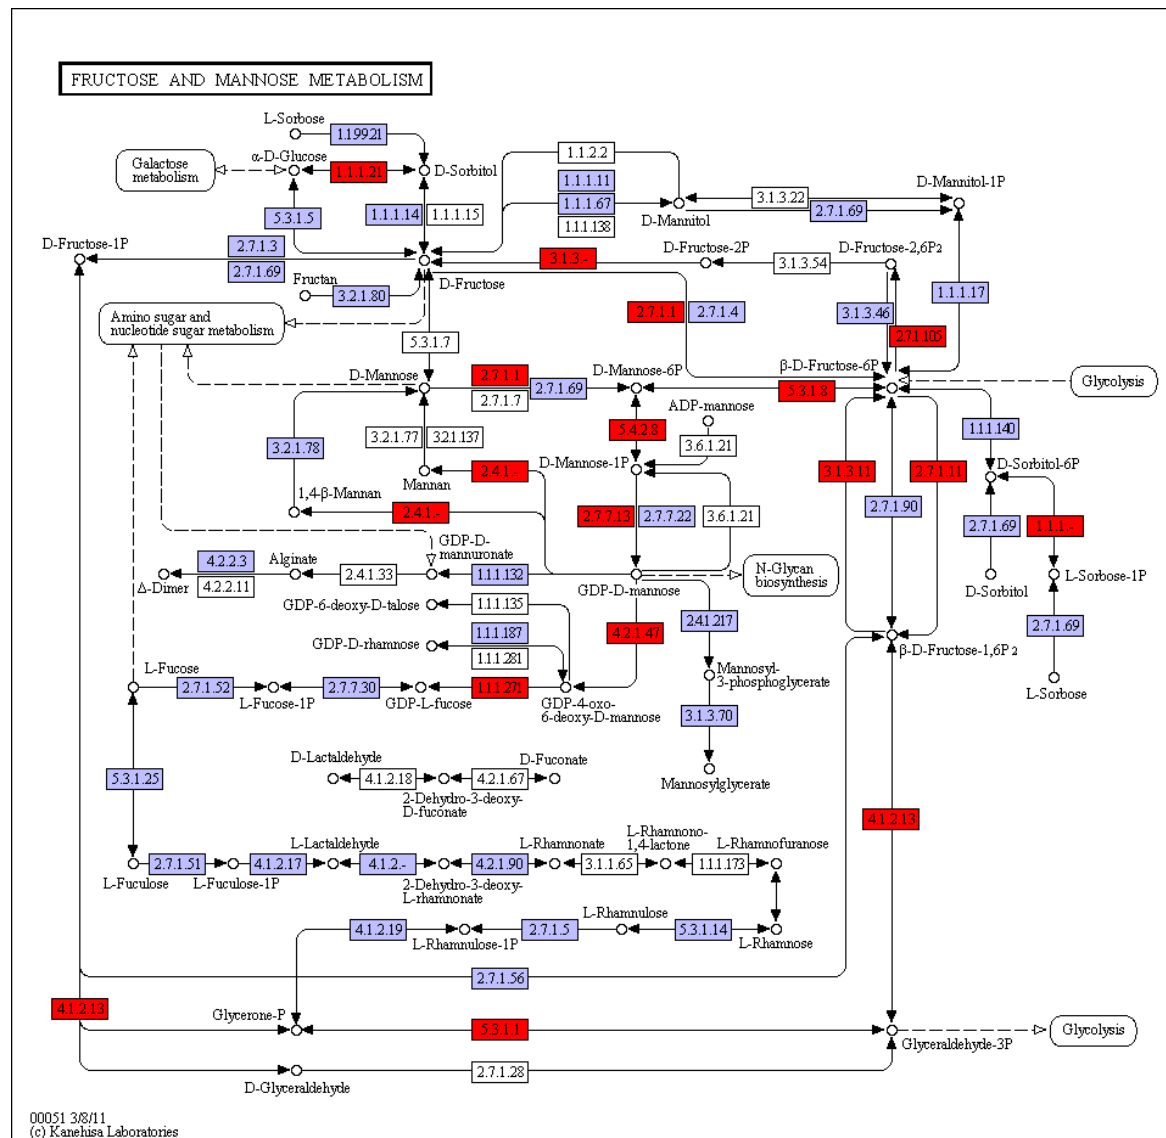 FRUCTOSE AND MANNOSE METABOLISM
L-Sorbose
1.1.99.21
Galactose
metabolism
α-D-Glucose
1.1.1.21
D-Sorbitol
5.3.1.5
1.1.1.14
1.1.1.15
1.1.2.2
1.1.1.11
1.1.1.67
1.1.1.138
D-Mannitol
3.1.3.22
2.7.1.69
D-Mannitol-1P
D-Fructose-1P
2.7.1.3
2.7.1.69
Fructan
3.2.1.80
D-Fructose
3.1.3.-
D-Fructose-2P
3.1.3.54
D-Fructose-2,6P2
1.1.1.17
Amino sugar and
nucleotide sugar metabolism
5.3.1.7
2.7.1.1
2.7.1.4
3.1.3.46
2.7.1.105
D-Mannose
2.7.1.1
2.7.1.69
2.7.1.7
D-Mannose-6P
5.3.1.8
β-D-Fructose-6P
Glycolysis
3.2.1.78
3.2.1.77
3.2.1.137
5.4.2.8
ADP-mannose
3.6.1.21
1.1.1.140
Mannan
2.4.1.-
D-Mannose-1P
3.1.3.11
2.7.1.11
D-Sorbitol-6P
1,4-β-Mannan
2.4.1.-
2.7.7.13
2.7.7.22
3.6.1.21
2.7.1.90
2.7.1.69
1.1.1.-
4.2.2.3
4.2.2.11
Δ-Dimer
Alginate
2.4.1.33
GDP-D-
mannuronate
1.1.1.132
GDP-D-mannose
N-Glycan
biosynthesis
D-Sorbitol
L-Sorbose-1P
GDP-6-deoxy-D-talose
1.1.1.135
GDP-D-rhamnose
1.1.1.187
1.1.1.281
4.2.1.47
2.4.1.217
2.7.1.69
β-D-Fructose-1,6P2
L-Sorbose
L-Fucose
2.7.1.52
L-Fucose-1P
2.7.7.30
GDP-L-fucose
1.1.1.271
GDP-4-oxo-
6-deoxy-D-mannose
Mannosyl-
3-phosphoglycerate
3.1.3.70
Mannosylglycerate
5.3.1.25
D-Lactaldehyde
4.1.2.18
2-Dehydro-3-deoxy-
D-fuconate
4.2.1.67
D-Fuconate
4.1.2.13
L-Fuculose
2.7.1.51
L-Fuculose-1P
4.1.2.17
L-Lactaldehyde
4.1.2.-
2-Dehydro-3-deoxy-
L-rhamnonate
4.2.1.90
L-Rhamnonate
3.1.1.65
L-Rhamnono-
1,4-lactone
1.1.1.173
L-Rhamnofuranose
4.1.2.19
L-Rhamnulose-1P
2.7.1.5
L-Rhamnulose
5.3.1.14
L-Rhamnose
2.7.1.56
4.1.2.13
Glycerone-P
5.3.1.1
Glyceraldehyde-3P
Glycolysis
D-Glyceraldehyde
2.7.1.28
00051 3/8/11
(c) Kanehisa Laboratories